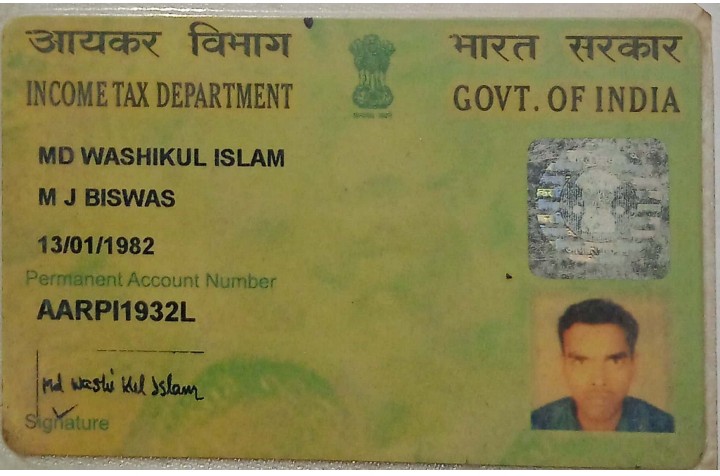 आयकर विभाग
भारत सरकार
INCOME TAX DEPARTMENT
GOVT. OF INDIA
MD WASHIKUL ISLAM
M J BISWAS
13/01/1982
Permanent Account Number
AARPI1932L
Md Washi Kul Islam
Signature